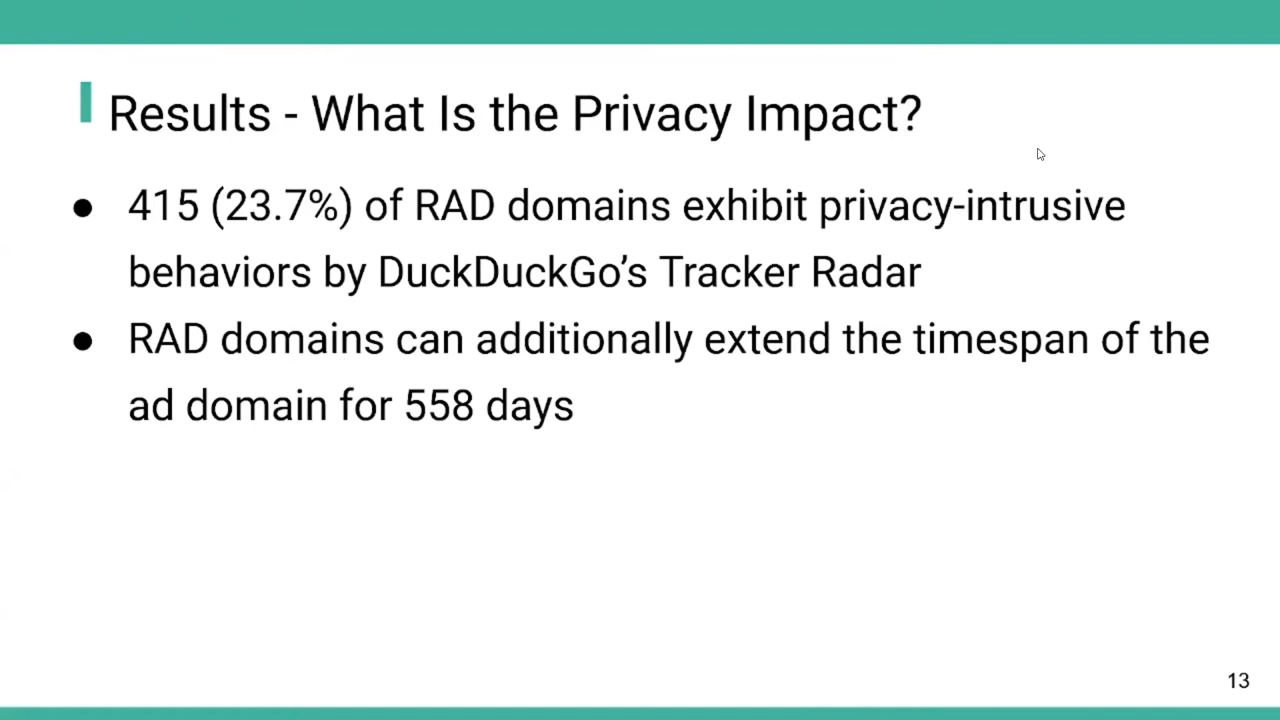 Results - What Is the Privacy Impact?
● 415 (23.7%) of RAD domains exhibit privacy-intrusive
behaviors by DuckDuckGo’s Tracker Radar
● RAD domains can additionally extend the timespan of the
ad domain for 558 days
13